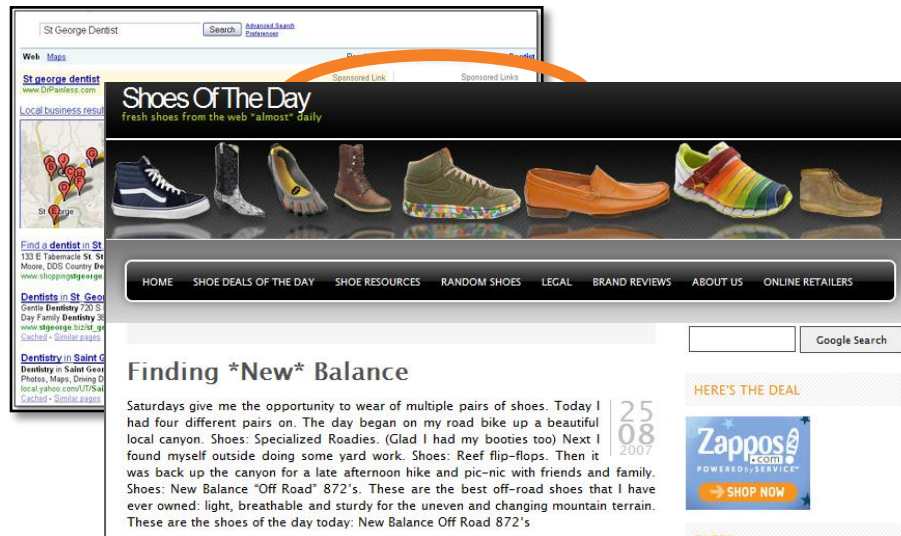 St George Dentist
Search
Advanced Search
Preferences
Web Maps
Dentist
St george dentist
www.DrPainless.com
Sponsored Link
Sponsored Links
Local business resul
B J G
A C H
D F
E
St George
Find a dentist in St
133 E Tabernacle St. St
Moore, DDS Country De
www.shoppingstgeorge
Dentists in St. Geor
Gentle Dentistry 720 S
Day Family Dentistry 38
www.stgeorge.biz/st_ge
Cached - Similar pages
Dentistry in Saint G
Dentistry in Saint Geor
Photos, Maps, Driving D
local.yahoo.com/UT/Sai
Cached - Similar pages
Shoes Of The Day
fresh shoes from the web "almost" daily
HOME SHOE DEALS OF THE DAY SHOE RESOURCES RANDOM SHOES LEGAL BRAND REVIEWS ABOUT US ONLINE RETAILERS
Google Search
Finding *New* Balance
25
08
2007
Saturdays give me the opportunity to wear of multiple pairs of shoes. Today I
had four different pairs on. The day began on my road bike up a beautiful
local canyon. Shoes: Specialized Roadies. (Glad I had my booties too) Next I
found myself outside doing some yard work. Shoes: Reef flip-flops. Then it
was back up the canyon for a late afternoon hike and pic-nic with friends and family.
Shoes: New Balance “Off Road” 872’s. These are the best off-road shoes that I have
ever owned: light, breathable and sturdy for the uneven and changing mountain terrain.
These are the shoes of the day today: New Balance Off Road 872’s
HERE'S THE DEAL
Zappos
.com
POWERED by SERVICE™
SHOP NOW